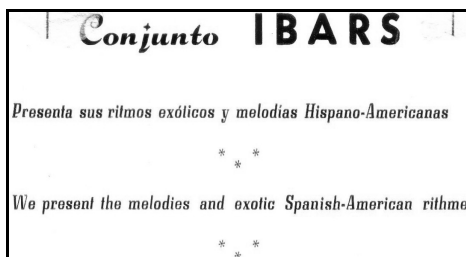 Conjunto IBARS
Presenta sus ritmos exóticos y melodías Hispano-Americanas
* * *
We present the melodies and exotic Spanish-American rithme
* * *